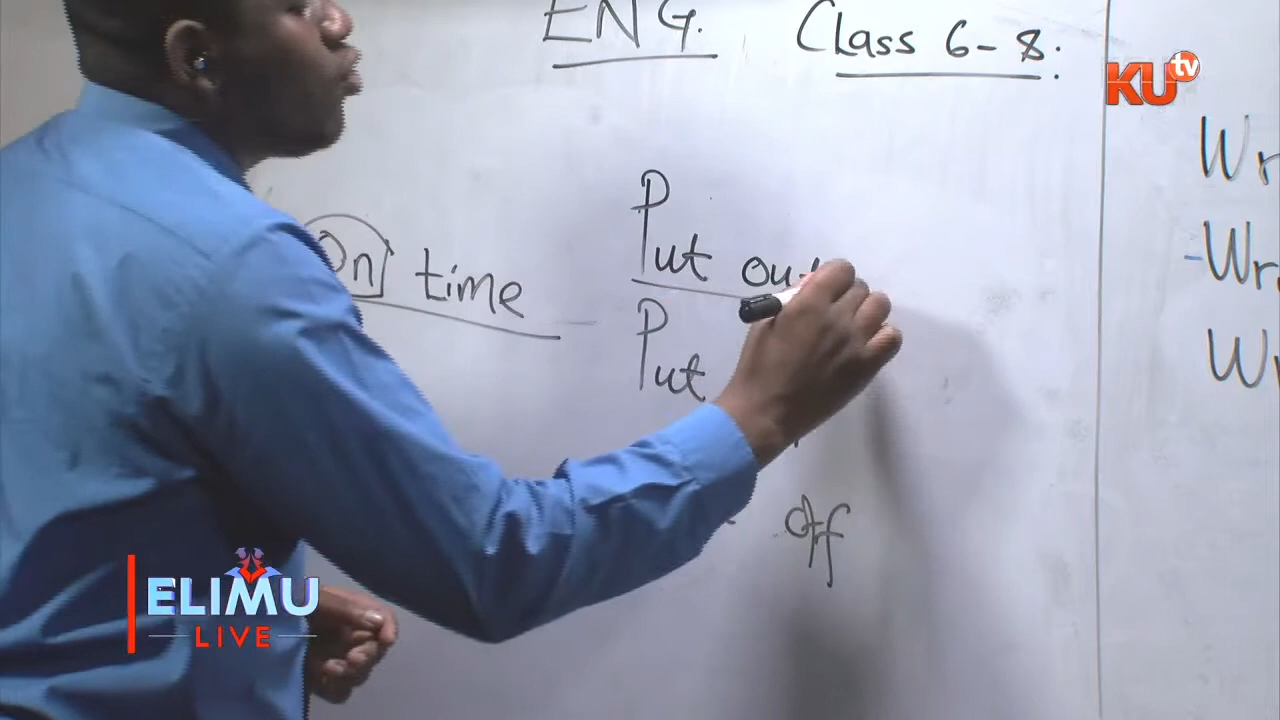 ENG. Class 6-8:
KU tv
On time
Put out
Put
Off
ELIMU
LIVE